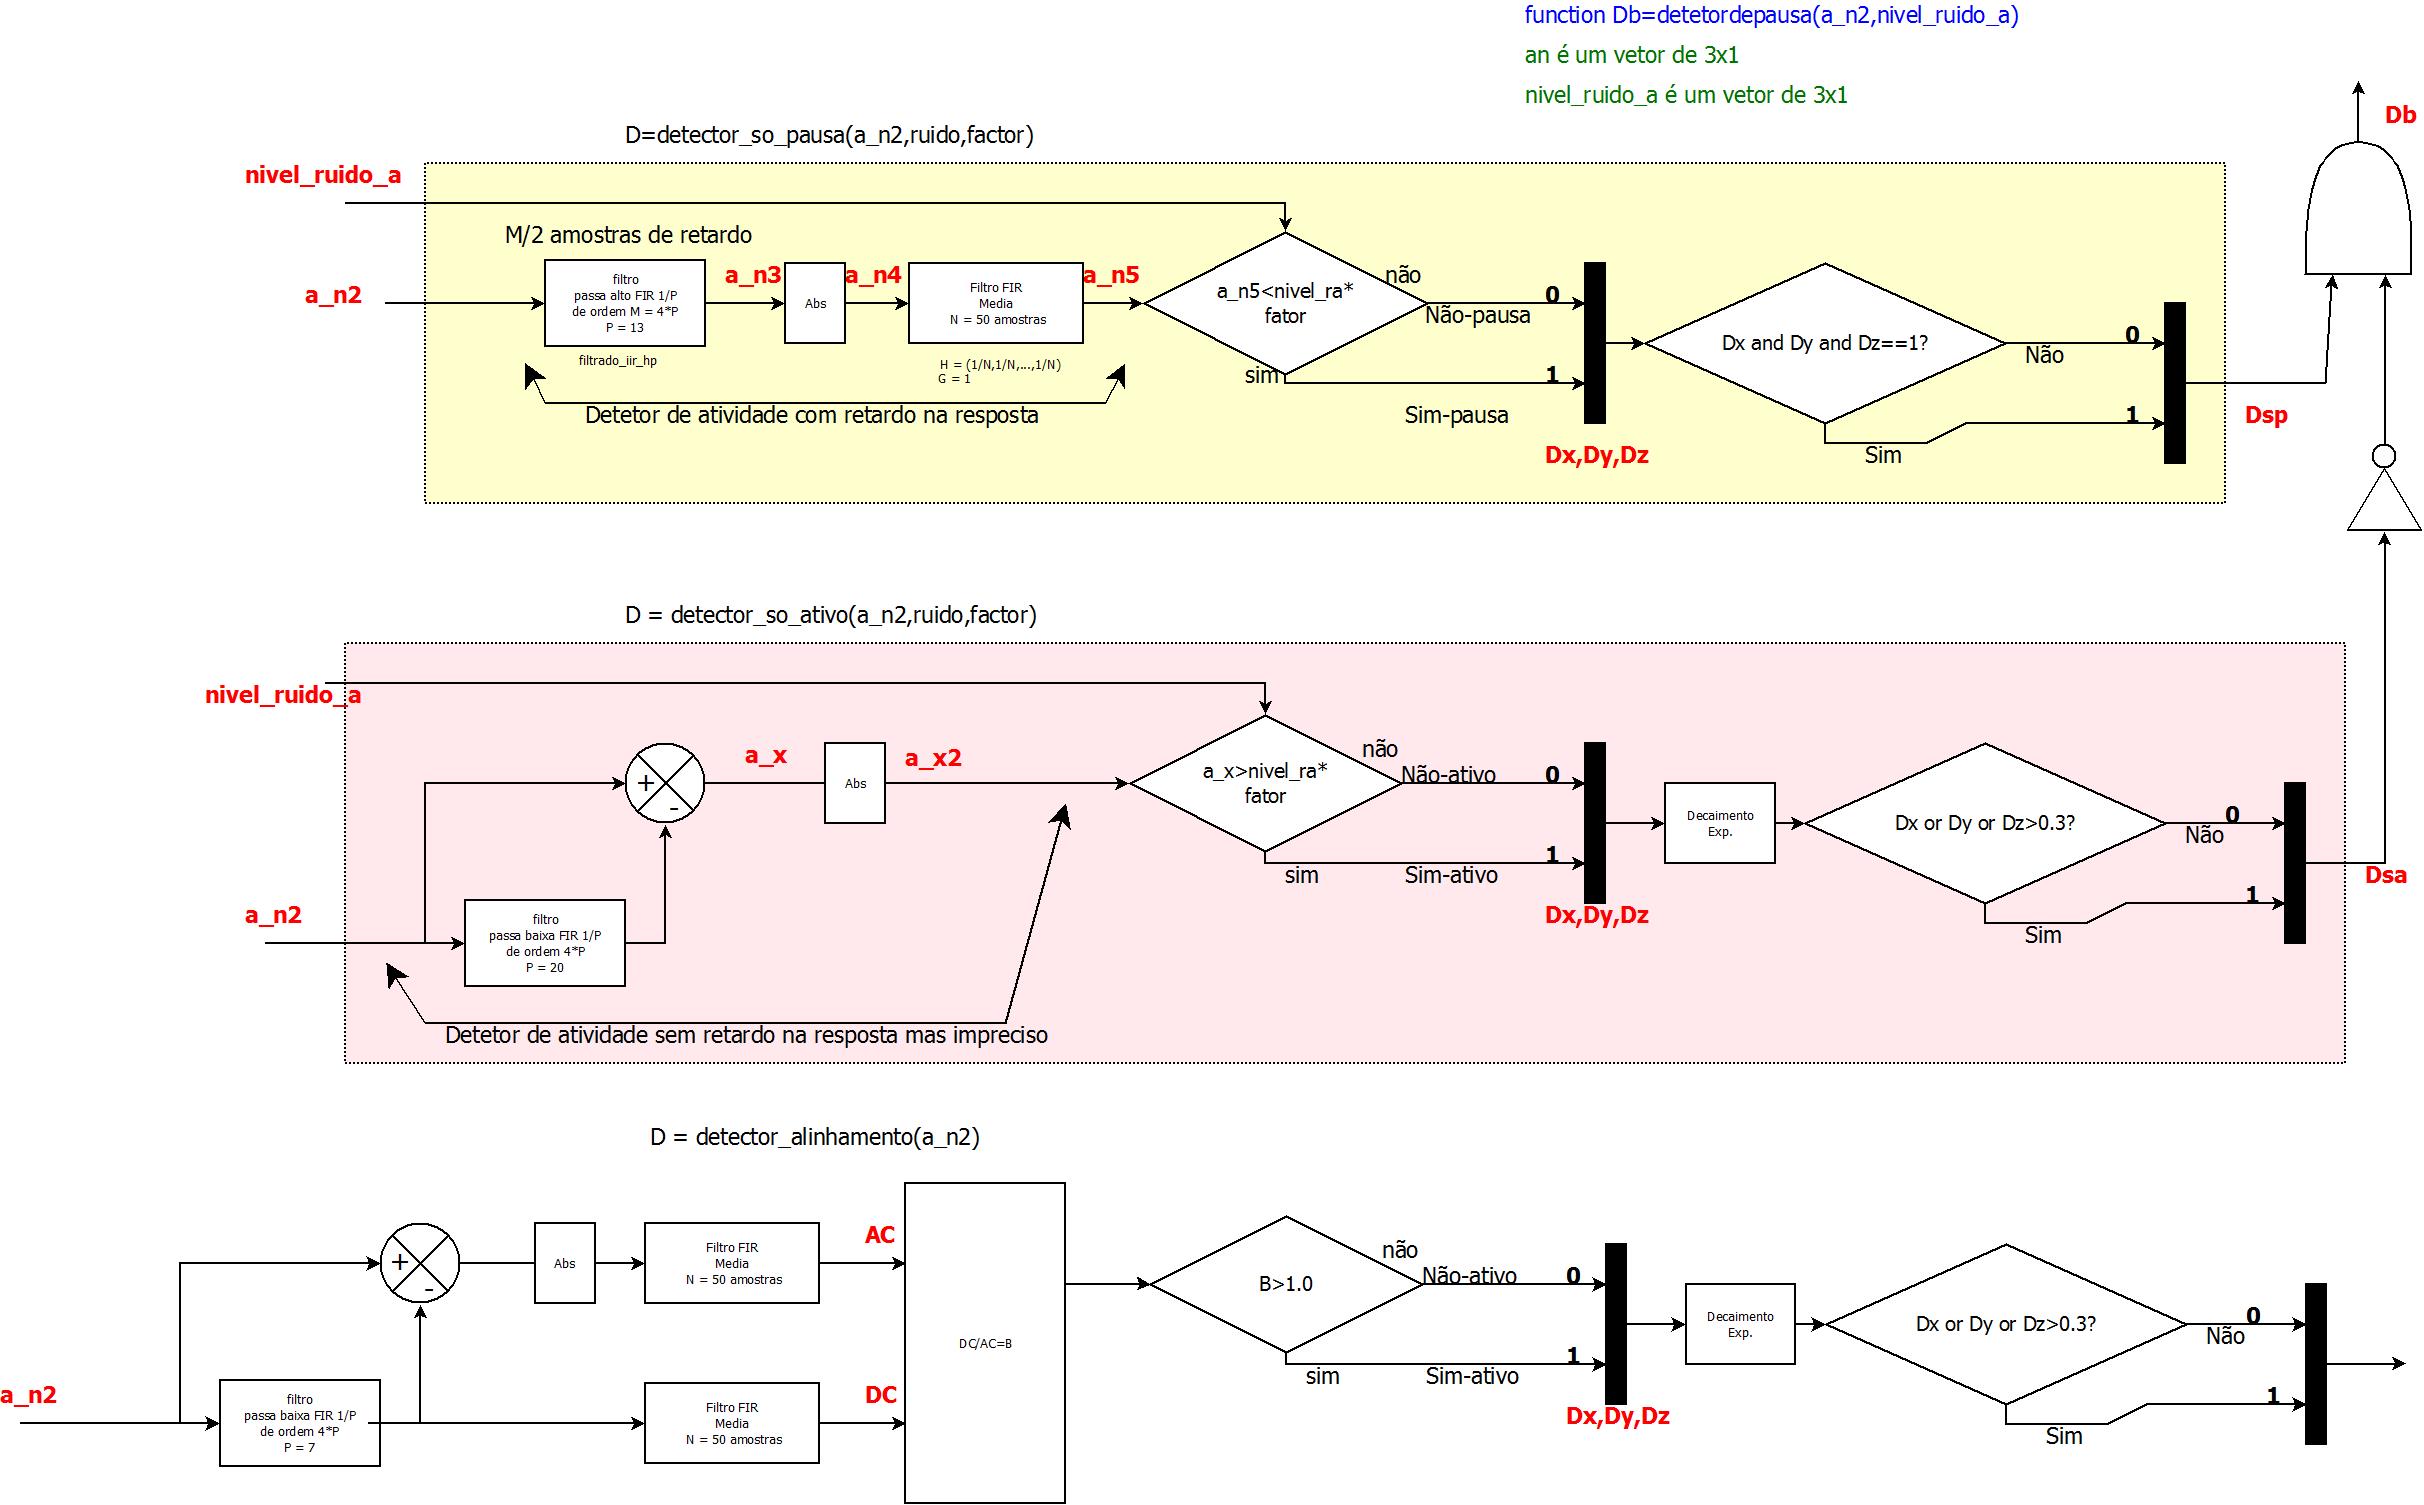 function Db=detetordepausa(a_n2,nivel_ruido_a)
an é um vetor de 3x1
nivel_ruido_a é um vetor de 3x1
Db
D=detector_so_pausa(a_n2,ruido,factor)
nivel_ruido_a
M/2 amostras de retardo
a_n2
filtro
passa alto FIR 1/P
de ordem M = 4*P
P = 13
filtrado_iir_hp
a_n3
Abs
a_n4
Filtro FIR
Media
N = 50 amostras
H = (1/N,1/N,...,1/N)
G = 1
a_n5
Detetor de atividade com retardo na resposta
a_n5<nivel_ra*
fator
não
Não-pausa
0
sim
1
Sim-pausa
Dx,Dy,Dz
Dx and Dy and Dz==1?
0
Não
1
Sim
Dsp
D = detector_so_ativo(a_n2,ruido,factor)
nivel_ruido_a
+
-
a_x
Abs
a_x2
a_n2
filtro
passa baixa FIR 1/P
de ordem 4*P
P = 20
Detetor de atividade sem retardo na resposta mas impreciso
a_x>nivel_ra*
fator
não
Não-ativo
0
sim
Sim-ativo
1
Dx,Dy,Dz
Decaimento
Exp.
Dx or Dy or Dz>0.3?
0
Não
1
Sim
Dsa
D = detector_alinhamento(a_n2)
+
-
Abs
Filtro FIR
Media
N = 50 amostras
AC
a_n2
filtro
passa baixa FIR 1/P
de ordem 4*P
P = 7
Filtro FIR
Media
N = 50 amostras
DC
DC/AC=B
B>1.0
não
Não-ativo
0
sim
Sim-ativo
1
Dx,Dy,Dz
Decaimento
Exp.
Dx or Dy or Dz>0.3?
0
Não
1
Sim